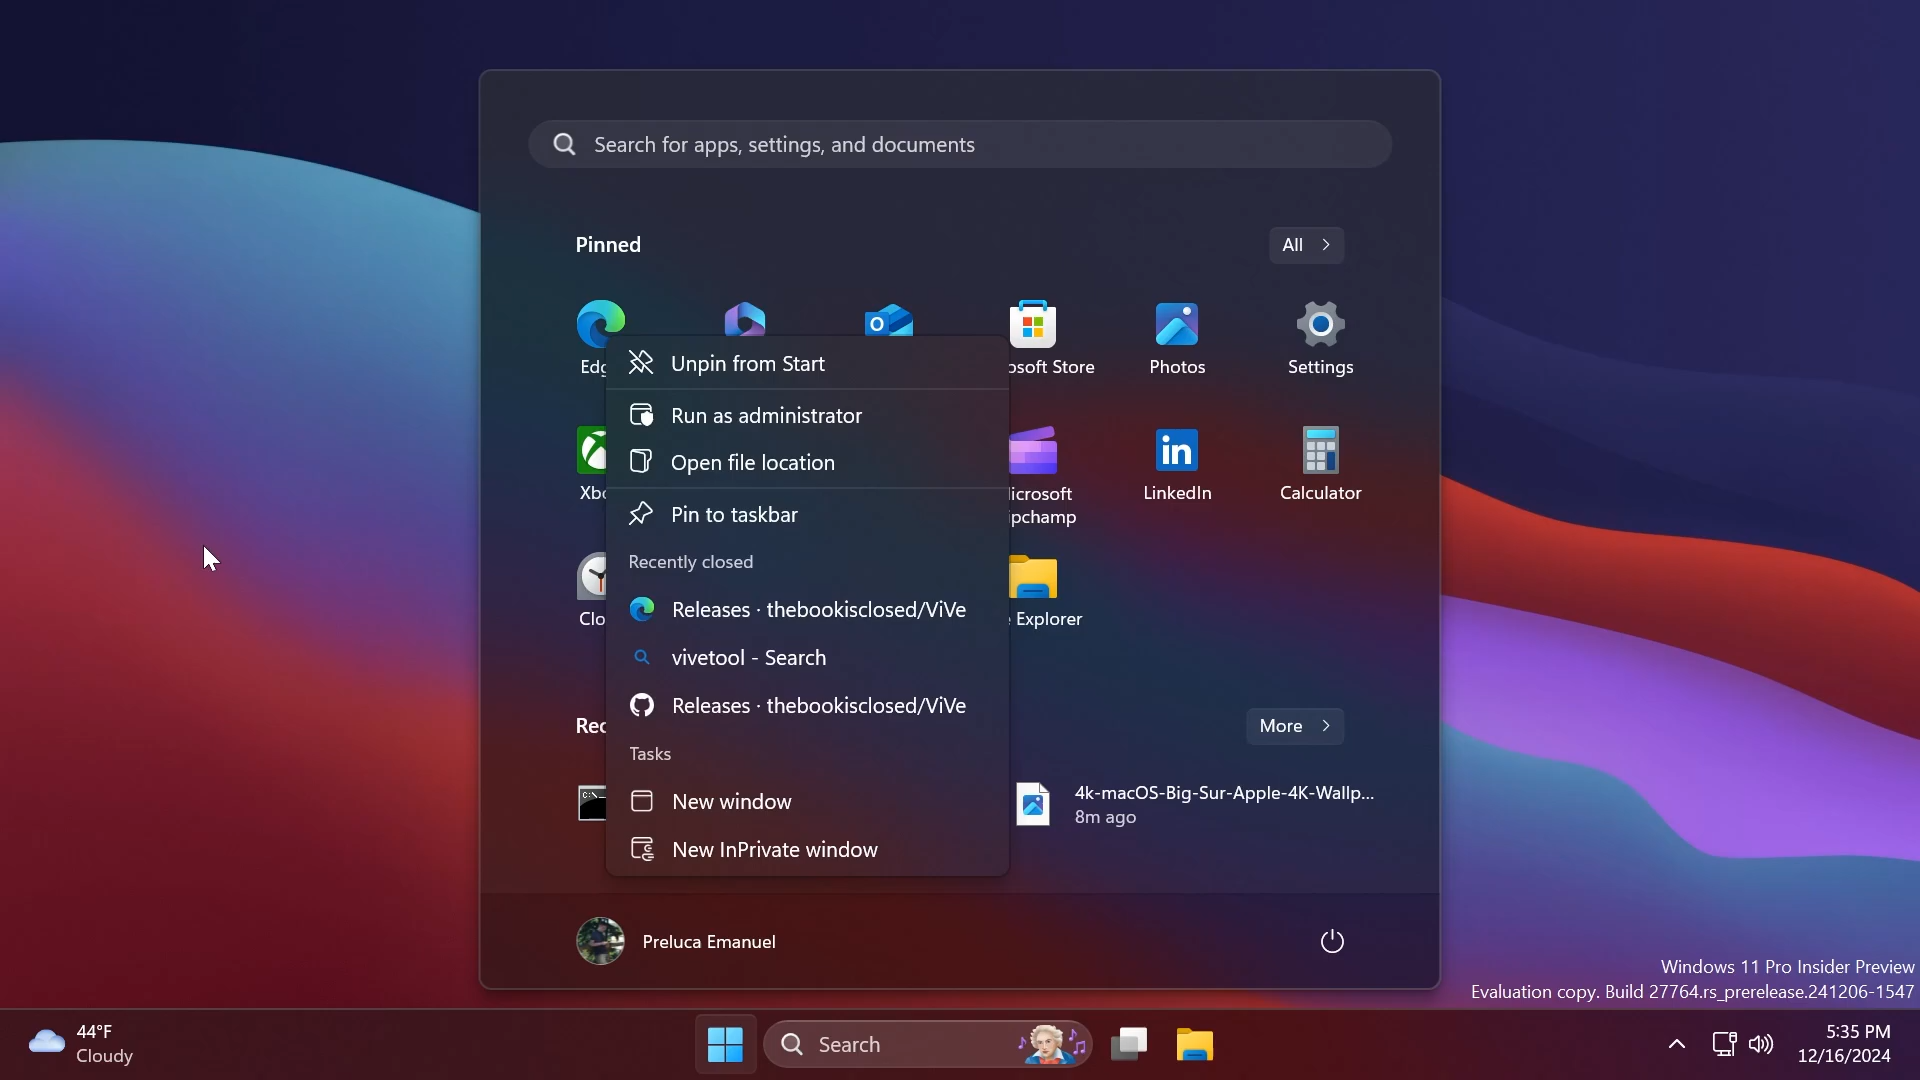 Search for apps, settings, and documents
Pinned
All
Edg
osoft Store
Photos
Settings
Unpin from Start
Run as administrator
Open file location
Pin to taskbar
Recently closed
Releases · thebookisclosed/ViVe
vivetool - Search
Releases · thebookisclosed/ViVe
Tasks
New window
New InPrivate window
Xbo
icrosoft
ipchamp
LinkedIn
Calculator
Clo
Explorer
Rec
More
4k-macOS-Big-Sur-Apple-4K-Wallp...
8m ago
Preluca Emanuel
Windows 11 Pro Insider Preview
Evaluation copy. Build 27764.rs_prerelease.241206-1547
44°F
Cloudy
Search
5:35 PM
12/16/2024